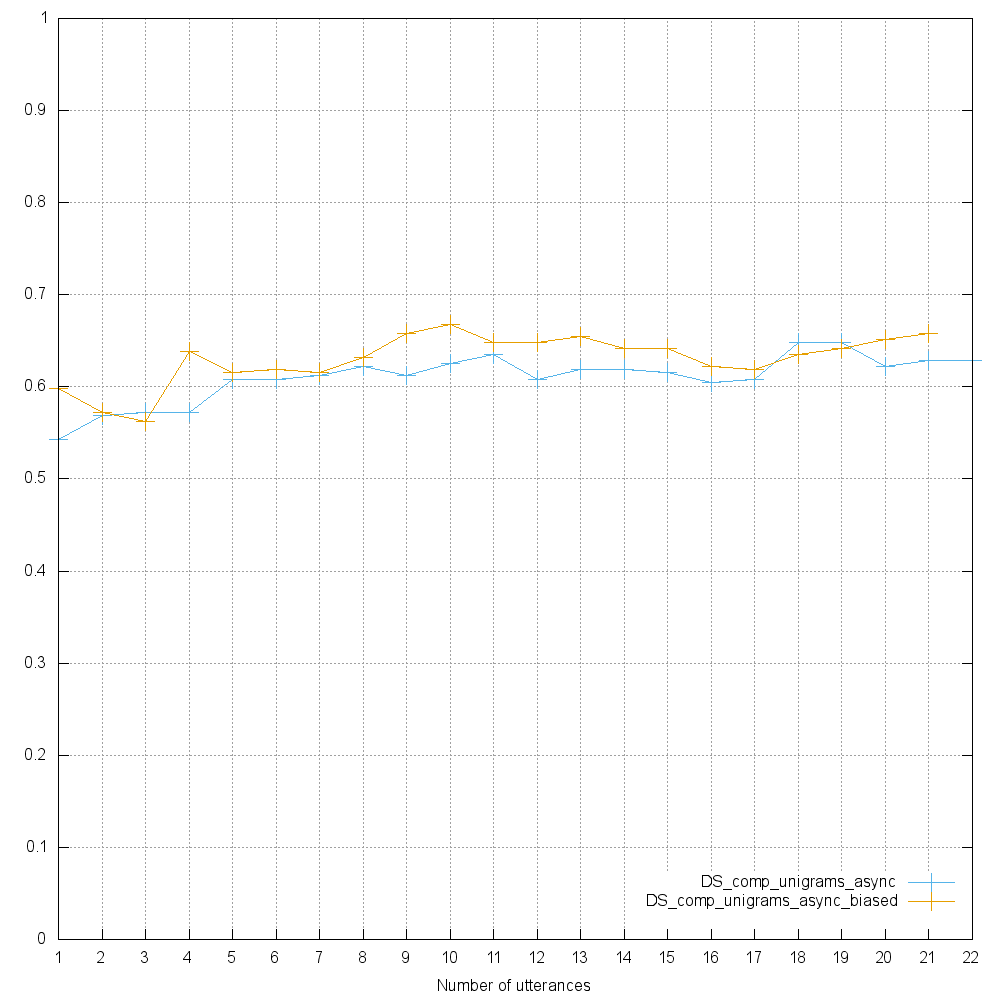 1
0.9
0.8
0.7
0.6
0.5
0.4
0.3
0.2
0.1
0
DS_comp_unigrams_async
DS_comp_unigrams_async_biased
1 2 3 4 5 6 7 8 9 10 11 12 13 14 15 16 17 18 19 20 21 22
Number of utterances